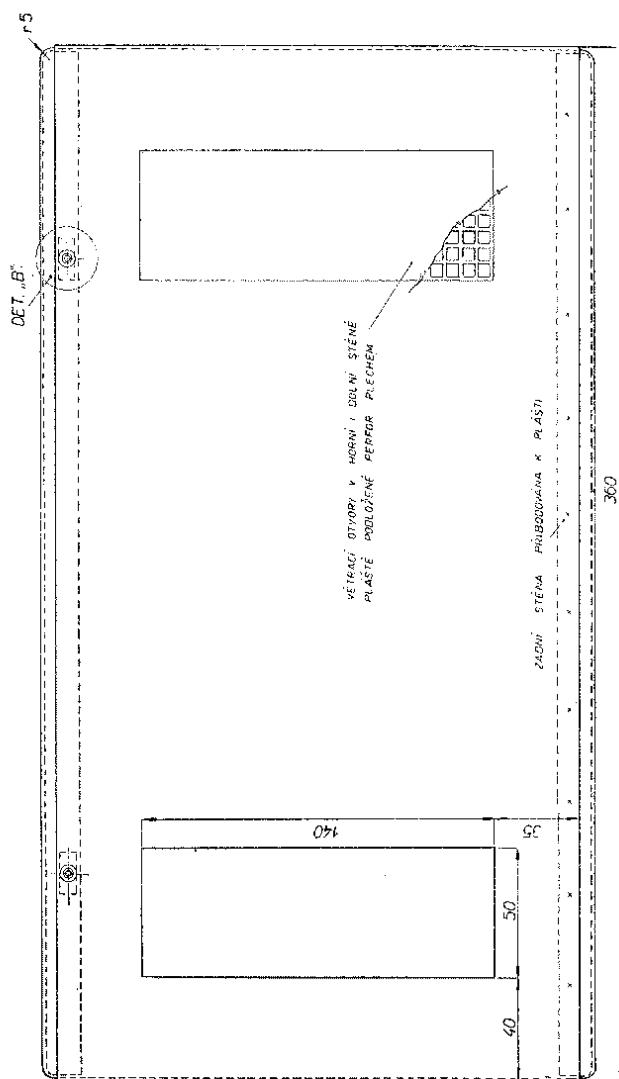 r 5
DET. „B"
VĚTRACÍ OTVORY V HORNÍ I DOLNÍ STĚNĚ
PLÁŠTĚ PODLOŽENÉ PERFOR PLECHEM
ZADNÍ STĚNA PŘIBODOVÁNA K PLÁŠTI
140
35
50
40
360